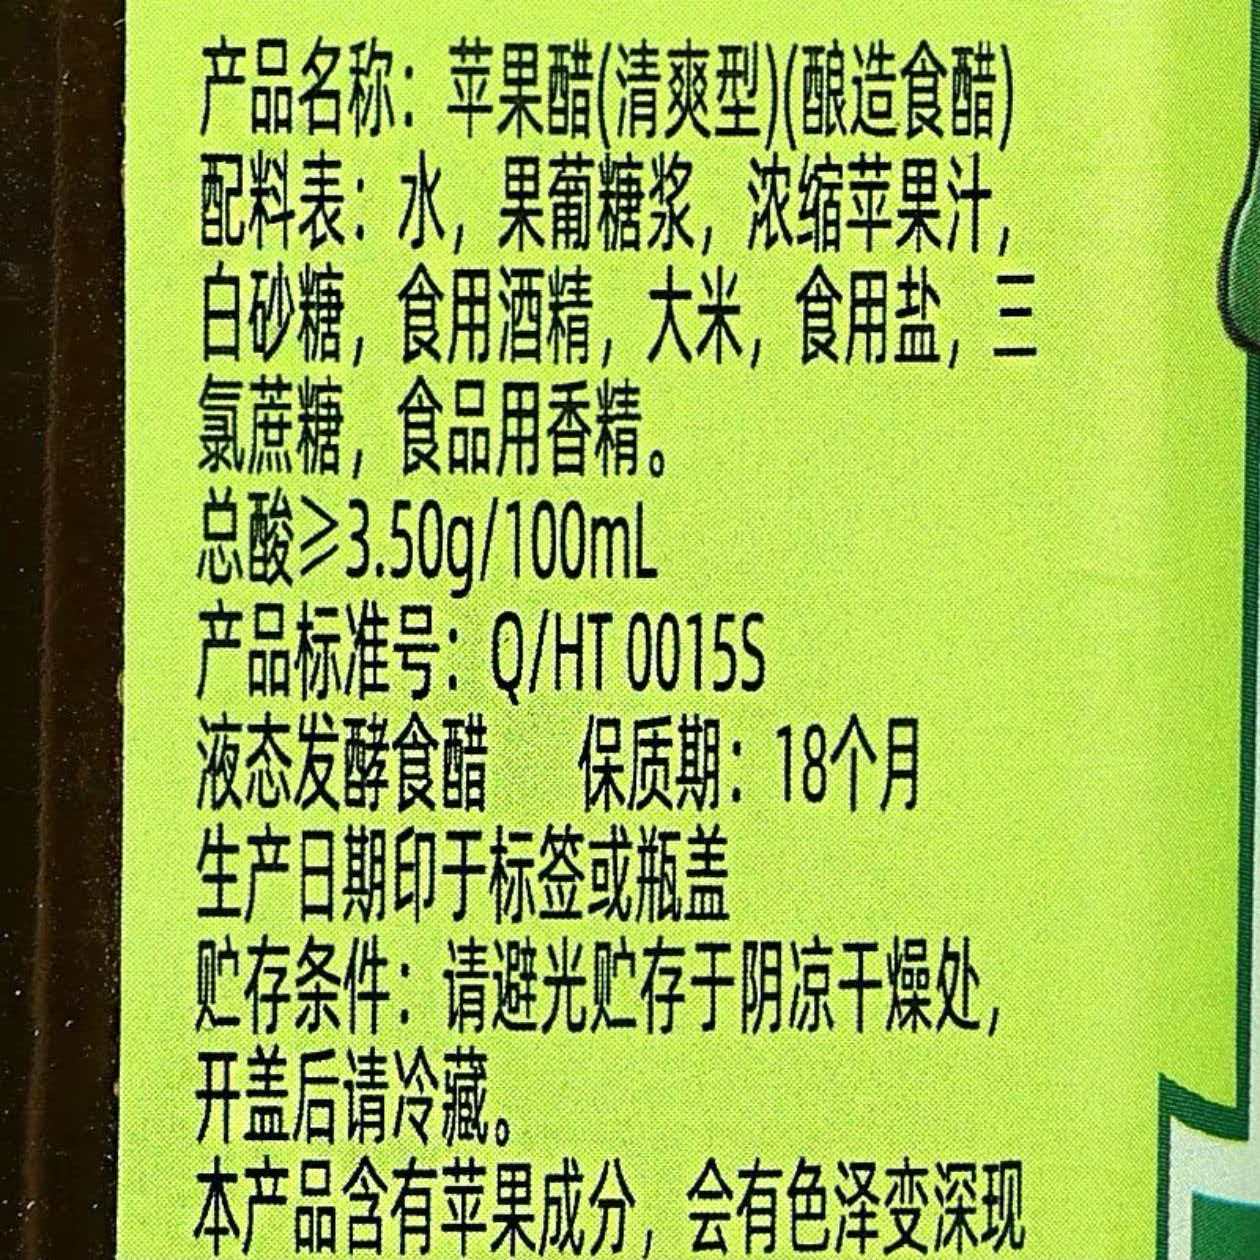 产品名称：苹果醋(清爽型)(酿造食醋)
配料表：水，果葡糖浆，浓缩苹果汁，
白砂糖，食用酒精，大米，食用盐，三
氯蔗糖，食品用香精。
总酸≥3.50g/100mL
产品标准号：Q/HT 0015S
液态发酵食醋 保质期：18个月
生产日期印于标签或瓶盖
贮存条件：请避光贮存于阴凉干燥处，
开盖后请冷藏。
本产品含有苹果成分，会有色泽变深现